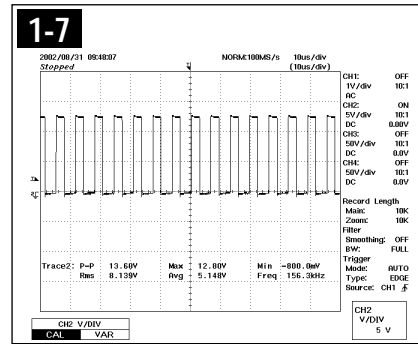 1-7
2002/08/31 09:48:07 NORM:100MS/s 10us/div
Stopped (10us/div)
CH1: OFF
1V/div 10:1
AC
CH2: ON
5V/div 10:1
DC 0.00V
CH3: OFF
50V/div 10:1
DC 0.0V
CH4: OFF
50V/div 10:1
DC 0.0V
Record Length
Main: 10K
Zoom: 10K
Filter
Smoothing: OFF
BW: FULL
Trigger
Mode: AUTO
Type: EDGE
Source: CH1
Trace2: P-P 13.60V Max 12.80V Min -800.0mV
Rms 8.139V Avg 5.148V Freq 156.3kHz
CH2 V/DIV
CAL VAR
CH2
V/DIV
5 V